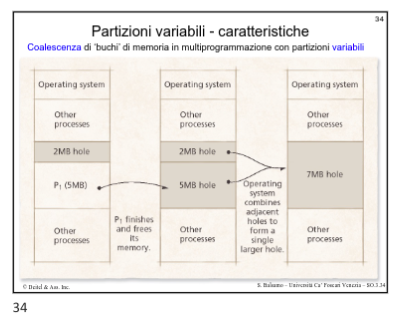 34
Partizioni variabili - caratteristiche
Coalescenza di 'buchi' di memoria in multiprogrammazione con partizioni variabili
Operating system
Other
processes
2MB hole
P₁ (5MB)
Other
processes
P₁ finishes
and frees
its
memory.
Operating system
Other
processes
2MB hole
5MB hole
Other
processes
Operating
system
combines
adjacent
holes to
form a
single
larger hole.
Operating system
Other
processes
7MB hole
Other
processes
© Deitel & Ass. Inc.
S. Balsamo – Università Ca' Foscari Venezia – SO.3.34
34